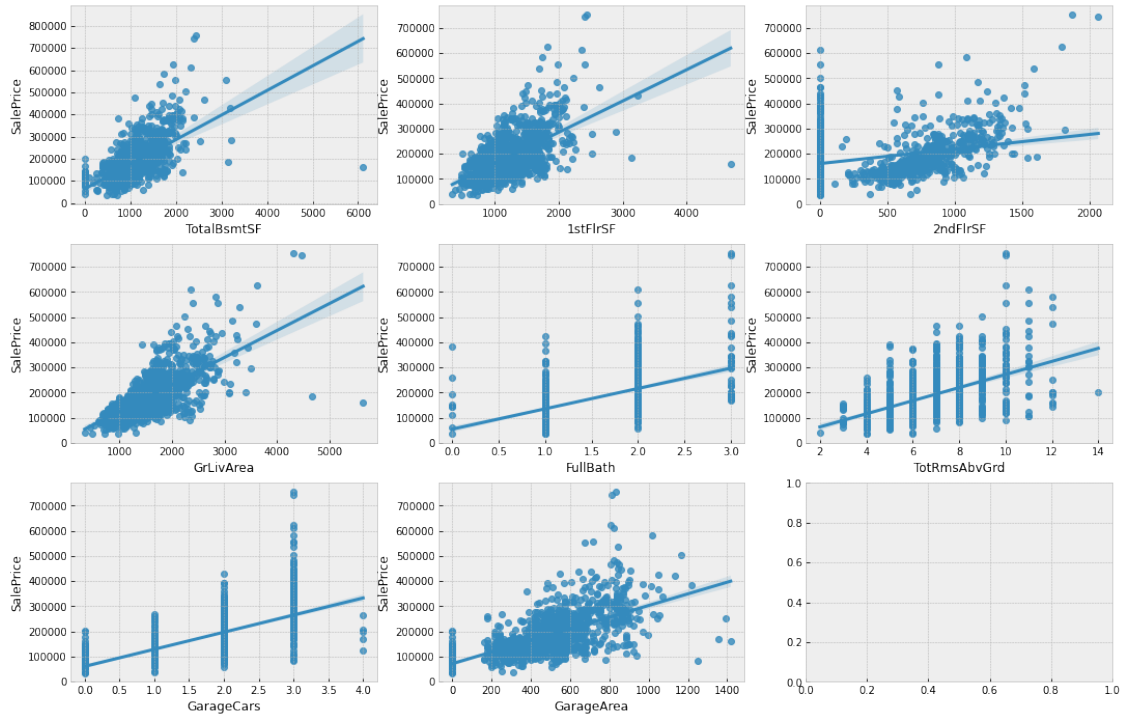 800000
700000
600000
500000
400000
300000
200000
100000
0
SalePrice
0 1000 2000 3000 4000 5000 6000
TotalBsmtSF
700000
600000
500000
400000
300000
200000
100000
0
SalePrice
1000 2000 3000 4000
1stFlrSF
700000
600000
500000
400000
300000
200000
100000
0
SalePrice
0 500 1000 1500 2000
2ndFlrSF
700000
600000
500000
400000
300000
200000
100000
0
SalePrice
1000 2000 3000 4000 5000
GrLivArea
700000
600000
500000
400000
300000
200000
100000
0
SalePrice
0.0 0.5 1.0 1.5 2.0 2.5 3.0
FullBath
700000
600000
500000
400000
300000
200000
100000
0
SalePrice
2 4 6 8 10 12 14
TotRmsAbvGrd
700000
600000
500000
400000
300000
200000
100000
0
SalePrice
0.0 0.5 1.0 1.5 2.0 2.5 3.0 3.5 4.0
GarageCars
700000
600000
500000
400000
300000
200000
100000
0
SalePrice
0 200 400 600 800 1000 1200 1400
GarageArea
1.0
0.8
0.6
0.4
0.2
0.0
0.0 0.2 0.4 0.6 0.8 1.0